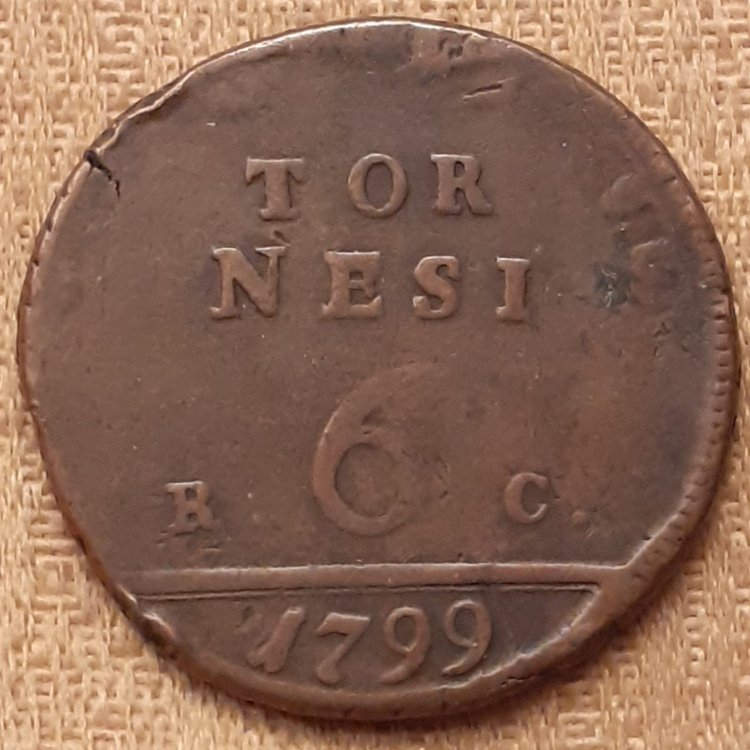 TOR
NESI
6
R C.
1799